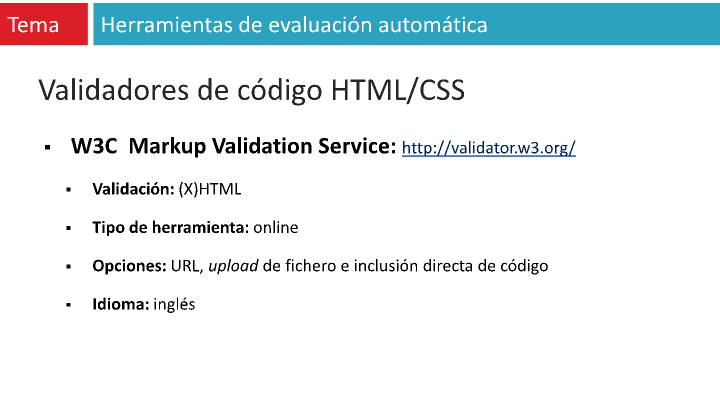 Tema
Herramientas de evaluación automática
Validadores de código HTML/CSS
▪ W3C Markup Validation Service: http://validator.w3.org/
▪ Validación: (X)HTML
▪ Tipo de herramienta: online
▪ Opciones: URL, upload de fichero e inclusión directa de código
▪ Idioma: inglés